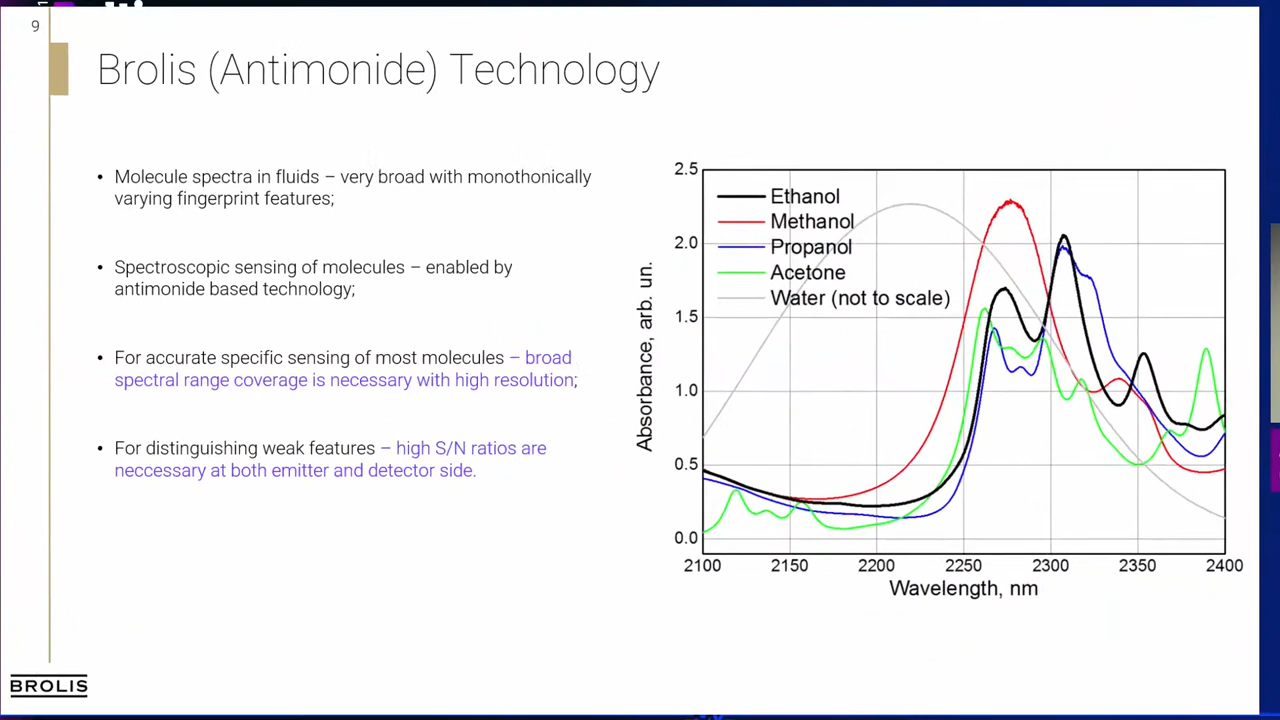 9
Brolis (Antimonide) Technology
• Molecule spectra in fluids – very broad with monothonically
varying fingerprint features;
• Spectroscopic sensing of molecules – enabled by
antimonide based technology;
• For accurate specific sensing of most molecules – broad
spectral range coverage is necessary with high resolution;
• For distinguishing weak features – high S/N ratios are
neccessary at both emitter and detector side.
Absorbance, arb. un.
2.5
2.0
1.5
1.0
0.5
0.0
Ethanol
Methanol
Propanol
Acetone
Water (not to scale)
2100 2150 2200 2250 2300 2350 2400
Wavelength, nm
BROLIS